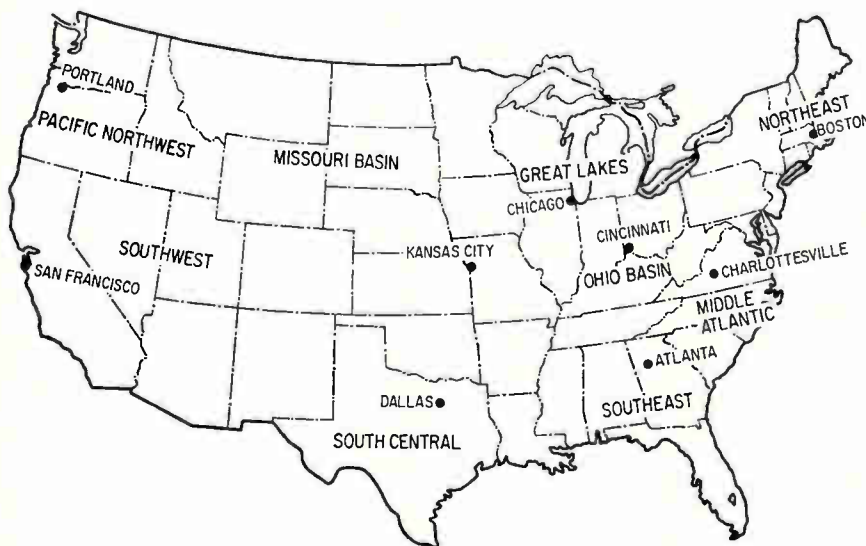 PORTLAND
PACIFIC NORTHWEST
MISSOURI BASIN
GREAT LAKES
NORTHEAST
BOSTON
CHICAGO
CINCINNATI
SOUTHWEST
KANSAS CITY
SAN FRANCISCO
OHIO BASIN
CHARLOTTESVILLE
MIDDLE
ATLANTIC
ATLANTA
DALLAS
SOUTHEAST
SOUTH CENTRAL